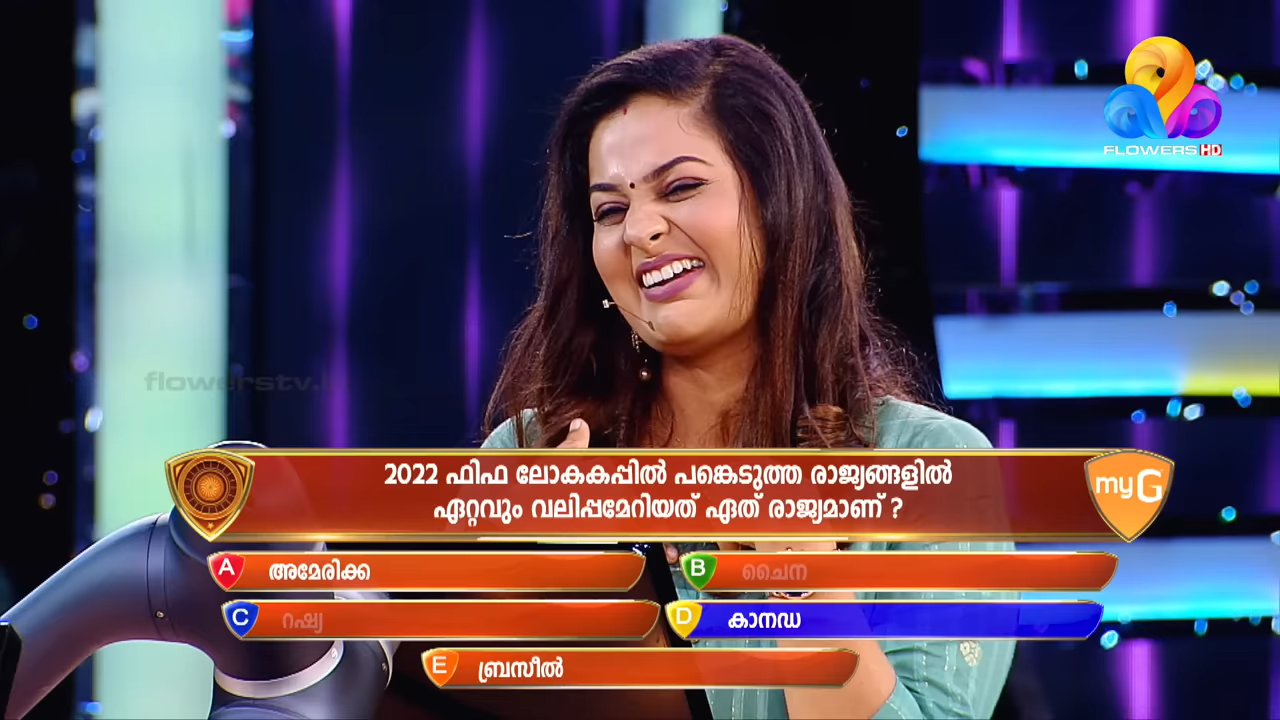 FLOWERS HD
flowerstv.
2022 ഫിഫ ലോകകപ്പിൽ പങ്കെടുത്ത രാജ്യങ്ങളിൽ
ഏറ്റവും വലിപ്പമേറിയത് ഏത് രാജ്യമാണ് ?
myG
A അമേരിക്ക
B ചൈന
C റഷ്യ
D കാനഡ
E ബ്രസീൽ